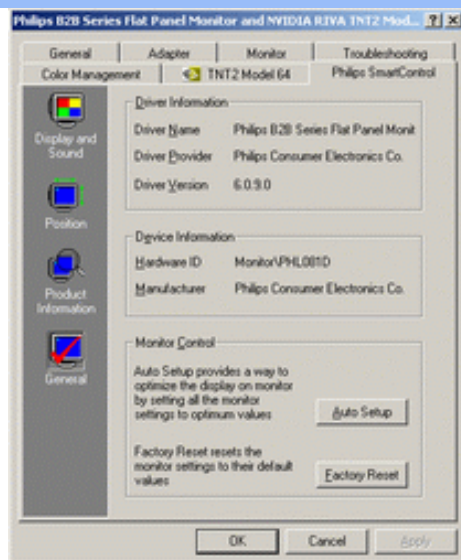 Philips B2B Series Flat Panel Monitor and NVIDIA RIVA TNT2 Mod...
General Adapter Monitor Troubleshooting
Color Management TNT2 Model 64 Philips SmartControl
Display and
Sound
Position
Product
Information
General
Driver Information
Driver Name Philips B2B Series Flat Panel Monit
Driver Provider Philips Consumer Electronics Co.
Driver Version 6.0.9.0
Device Information
Hardware ID Monitor\PHL081D
Manufacturer Philips Consumer Electronics Co.
Monitor Control
Auto Setup provides a way to
optimize the display on monitor
by setting all the monitor
settings to optimum values
Auto Setup
Factory Reset resets the
monitor settings to their default
values
Factory Reset
OK Cancel Apply